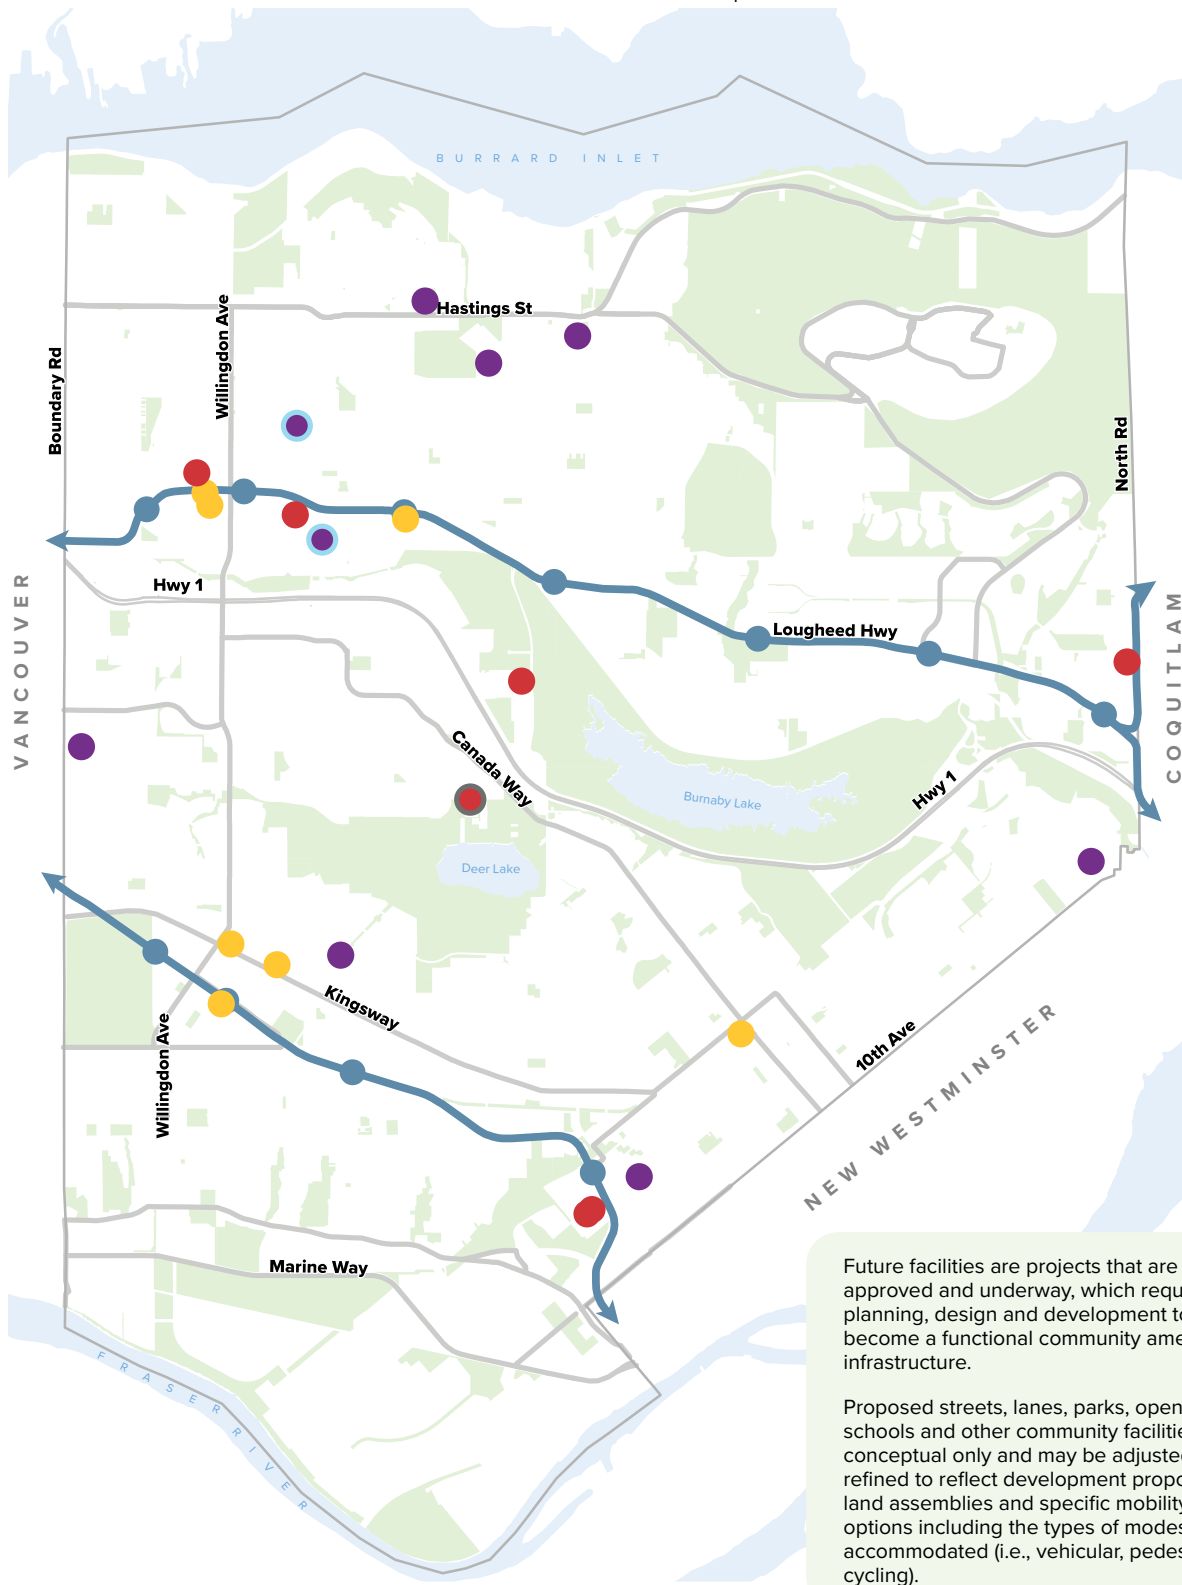 BURRARD INLET
Hastings St
Willingdon Ave
Boundary Rd
North Rd
Hwy 1
Lougheed Hwy
VANCOUVER
COQUITLAM
Canada Way
Hwy 1
Burnaby Lake
Deer Lake
Kingsway
Willingdon Ave
10th Ave
NEW WESTMINSTER
Marine Way
FRASER RIVER
Future facilities are projects that are
approved and underway, which requ
planning, design and development to
become a functional community ame
infrastructure.
Proposed streets, lanes, parks, open
schools and other community facilitie
conceptual only and may be adjuste
refined to reflect development propo
land assemblies and specific mobility
options including the types of modes
accommodated (i.e., vehicular, pedes
cycling).